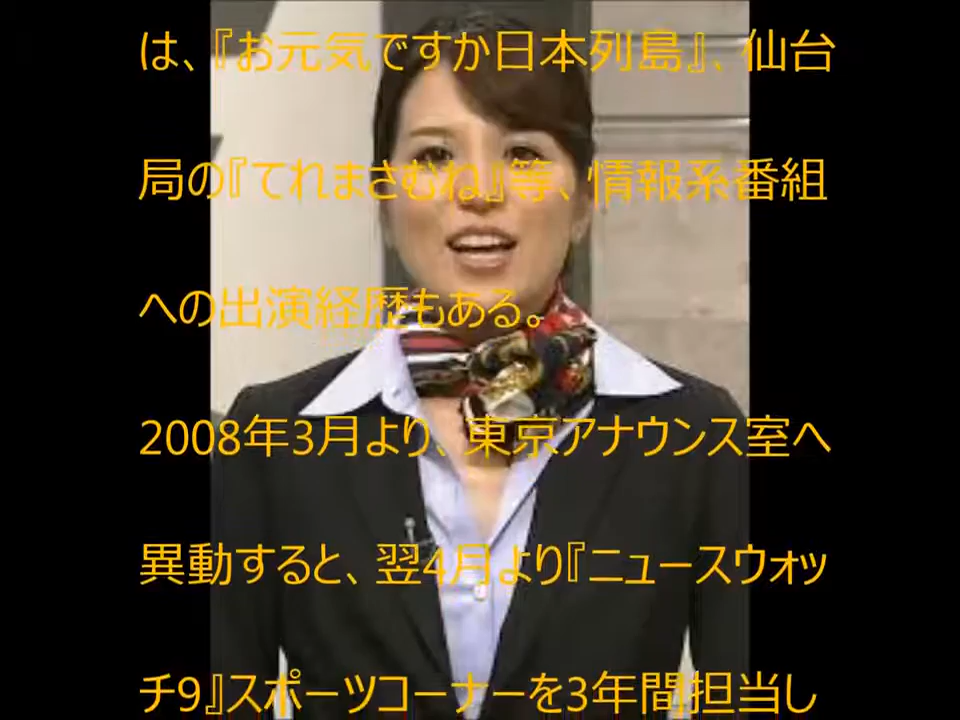 は、『お元気ですか日本列島』、仙台
局の『てれまさむね』等、情報系番組
への出演経歴もある。
2008年3月より、東京アナウンス室へ
異動すると、翌4月より『ニュースウォッ
チ9』スポーツコーナーを3年間担当し